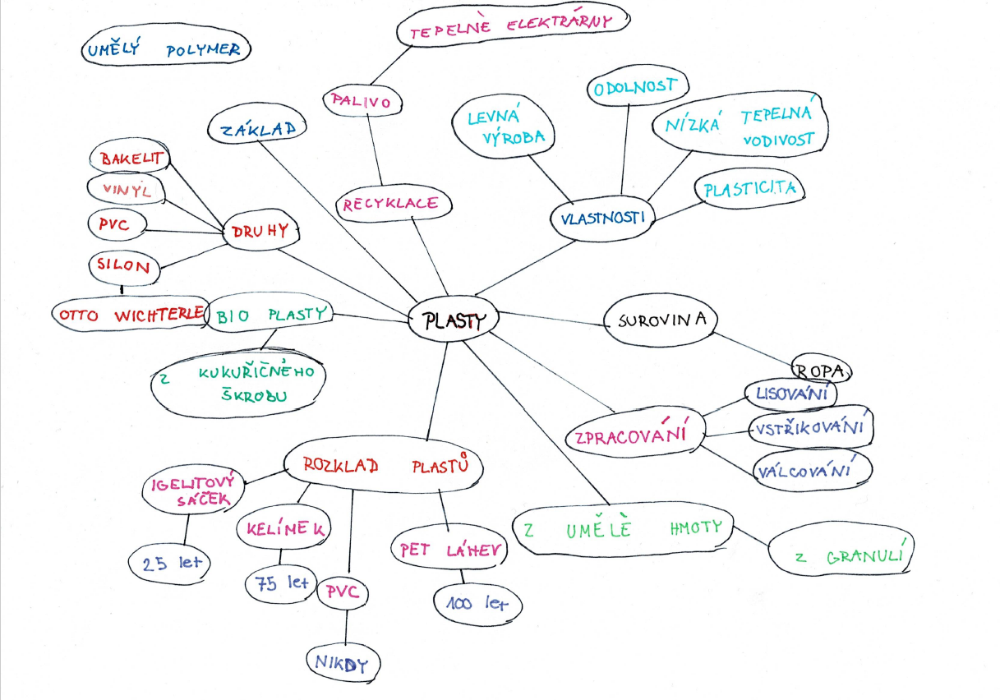 TEPELNÈ ELEKTRÁRNY
UMĚLÝ POLYMER
PALIVO
ZÁKLAD
ODOLNOST
LEVNÁ
VÝROBA
NÍZKÁ TEPELNÁ
VODIVOST
BAKELIT
VINYL
PVC
SILON
OTTO WICHTERLE
DRUHY
RECYKLACE
VLASTNOSTI
PLASTICITA
BIO PLASTY
Z KUKUŘIČNÉHO
ŠKROBU
PLASTY
SUROVINA
ROPA
LISOVÁNÍ
VSTŘIKOVÁNÍ
VÁLCOVÁNÍ
ZPRACOVÁNÍ
ROZKLAD PLASTŮ
IGELITOVÝ
SÁČEK
25 let
KELÍMEK
75 let
PVC
NIKDY
PET LÁHEV
100 let
Z UMĚLÈ HMOTY
Z GRANULÍ